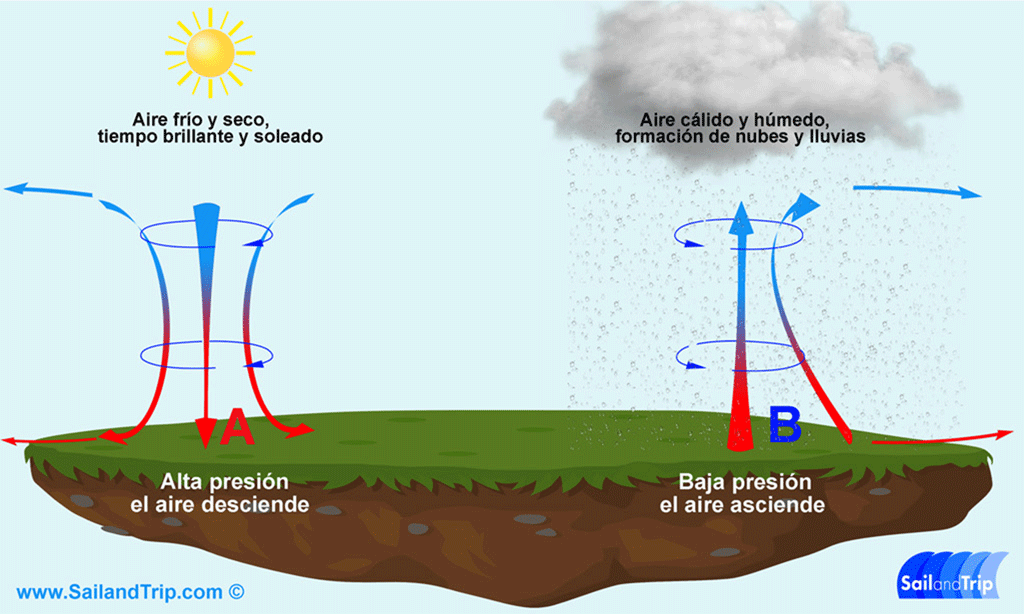 Aire frío y seco,
tiempo brillante y soleado
Aire cálido y húmedo,
formación de nubes y lluvias
A
B
Alta presión
el aire desciende
Baja presión
el aire asciende
www.SailandTrip.com ©
SailandTrip